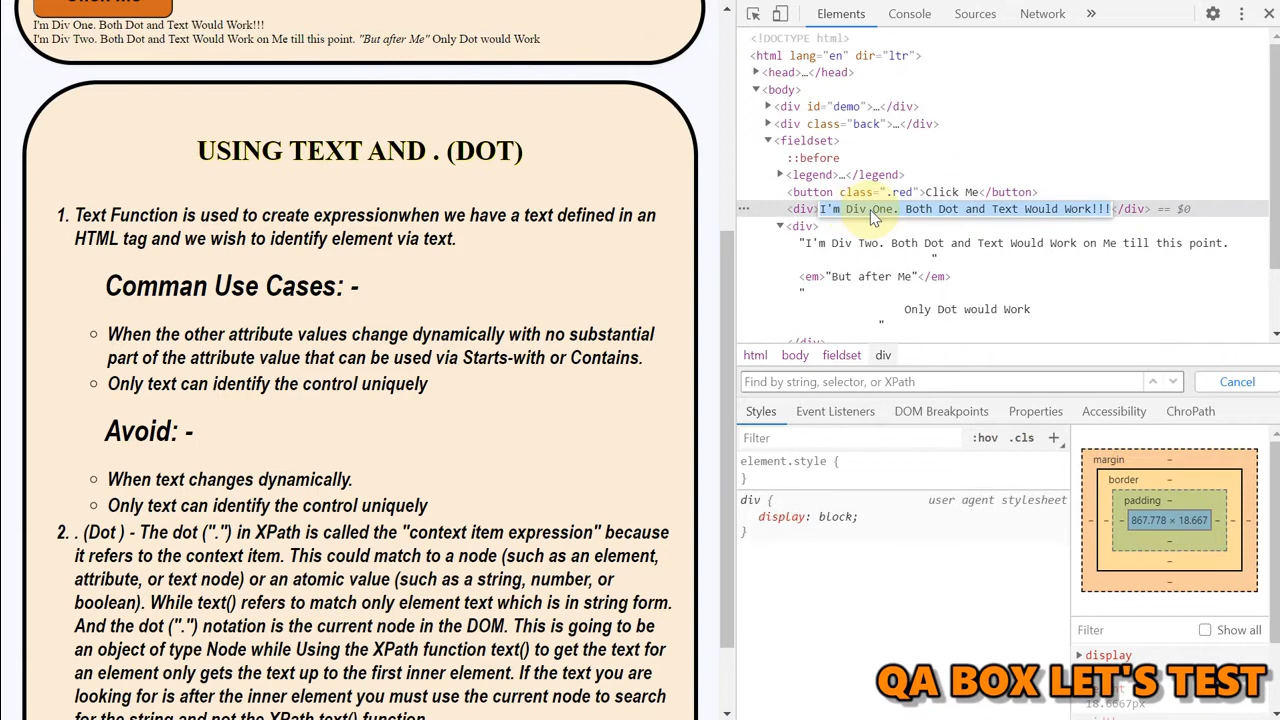 Click Me
I'm Div One. Both Dot and Text Would Work!!!
I'm Div Two. Both Dot and Text Would Work on Me till this point. "But after Me" Only Dot would Work
USING TEXT AND . (DOT)
1. Text Function is used to create expressionwhen we have a text defined in an
HTML tag and we wish to identify element via text.
Comman Use Cases: -
When the other attribute values change dynamically with no substantial
part of the attribute value that can be used via Starts-with or Contains.
Only text can identify the control uniquely
Avoid: -
When text changes dynamically.
Only text can identify the control uniquely
2. . (Dot ) - The dot (".") in XPath is called the "context item expression" because
it refers to the context item. This could match to a node (such as an element,
attribute, or text node) or an atomic value (such as a string, number, or
boolean). While text() refers to match only element text which is in string form.
And the dot (".") notation is the current node in the DOM. This is going to be
an object of type Node while Using the XPath function text() to get the text for
an element only gets the text up to the first inner element. If the text you are
looking for is after the inner element you must use the current node to search
for the string and not the XPath text() function.
Elements Console Sources Network »
<!DOCTYPE html>
<html lang="en" dir="ltr">
<head>…</head>
<body>
<div id="demo">…</div>
<div class="back">…</div>
<fieldset>
::before
<legend>…</legend>
<button class=".red">Click Me</button>
<div>I'm Div One. Both Dot and Text Would Work!!!</div> == $0
<div>
"I'm Div Two. Both Dot and Text Would Work on Me till this point.
"
<em>"But after Me"</em>
"
Only Dot would Work
"
</div>
html body fieldset div
Find by string, selector, or XPath
Cancel
Styles Event Listeners DOM Breakpoints Properties Accessibility ChroPath
Filter
:hov .cls +
element.style {
}
div {
user agent stylesheet
display: block;
}
margin
border
padding
867.778 × 18.667
Filter
Show all
display
18.6667px
QA BOX LET'S TEST